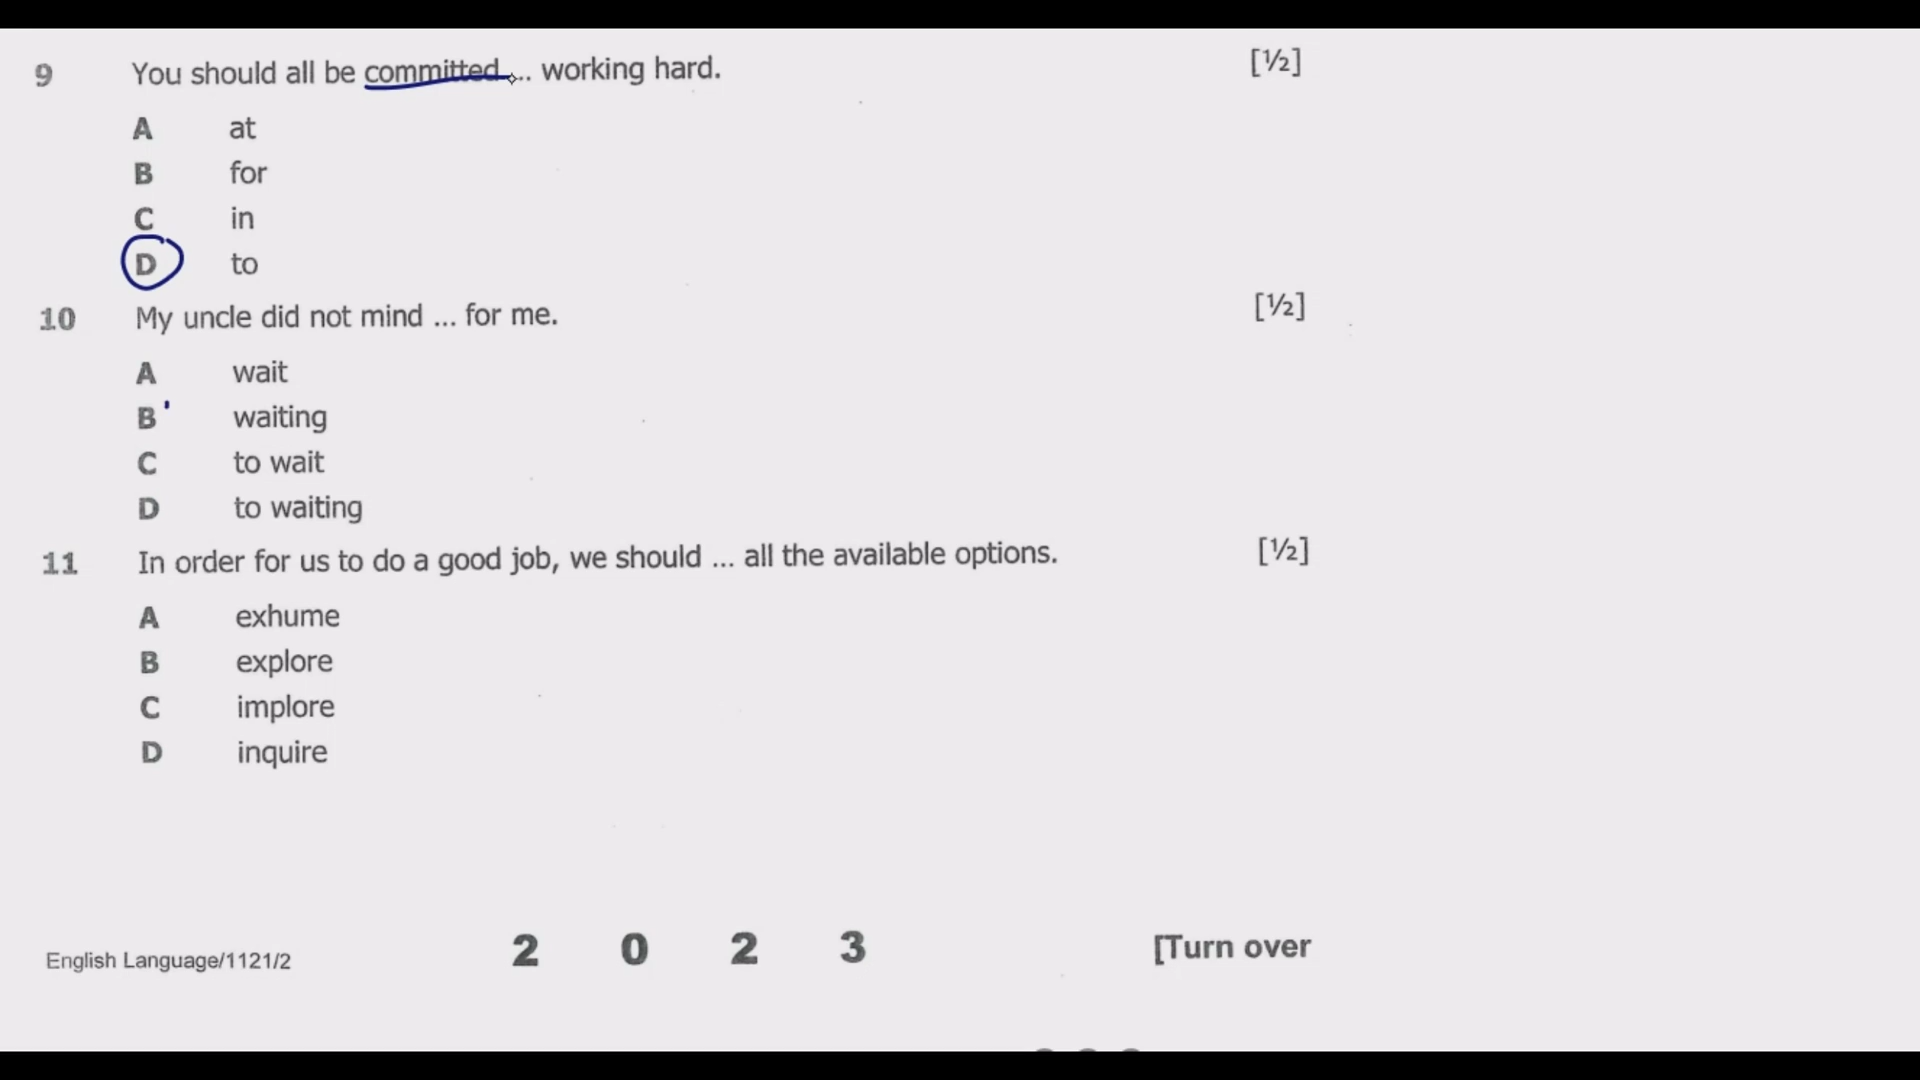 9 You should all be committed ... working hard. [½]
A at
B for
C in
D to
10 My uncle did not mind ... for me. [½]
A wait
B waiting
C to wait
D to waiting
11 In order for us to do a good job, we should ... all the available options. [½]
A exhume
B explore
C implore
D inquire
English Language/1121/2 2 0 2 3 [Turn over